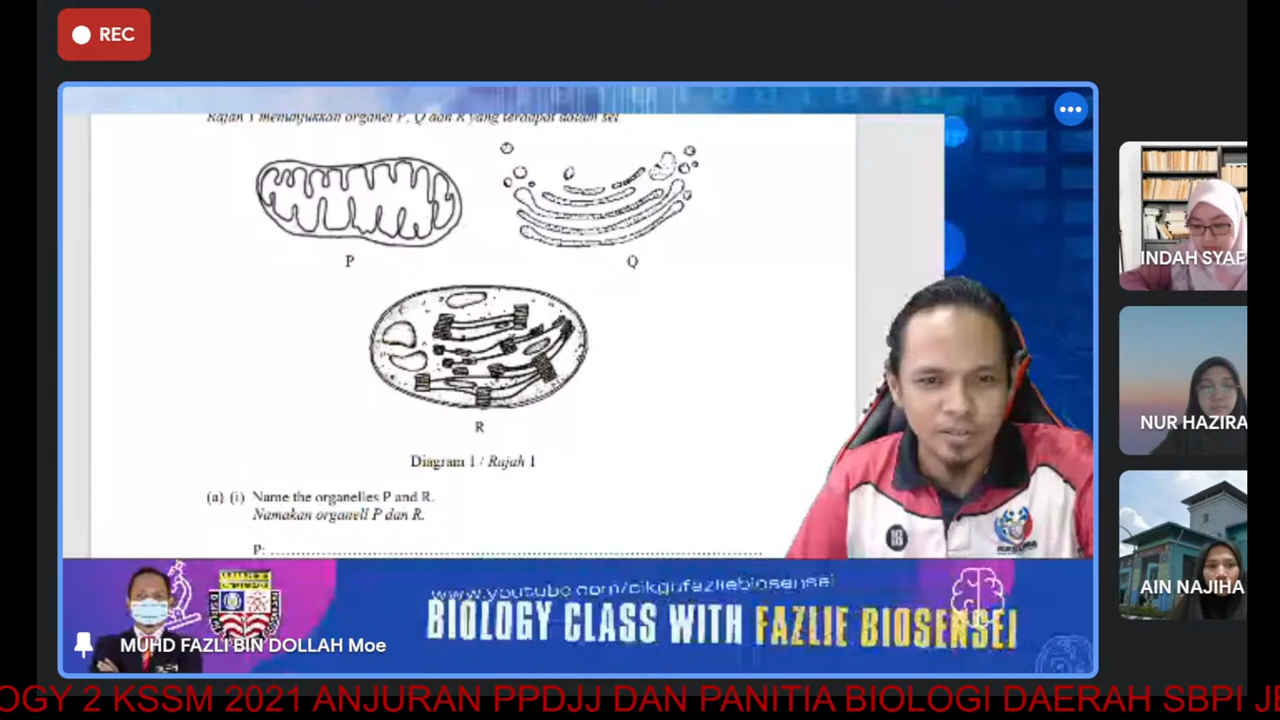 REC
Rajah 1 menunjukkan organel P, Q dan R yang terdapat dalam sel
P
Q
R
Diagram 1 / Rajah 1
(a) (i) Name the organelles P and R.
Namakan organell P dan R.
P: ........................................................................
www.youtube.com/cikgufazliebiosensei
BIOLOGY CLASS WITH FAZLIE BIOSENSEI
MUHD FAZLI BIN DOLLAH Moe
INDAH SYAF
NUR HAZIRA
AIN NAJIHA
OGY 2 KSSM 2021 ANJURAN PPDJJ DAN PANITIA BIOLOGI DAERAH SBPI JE